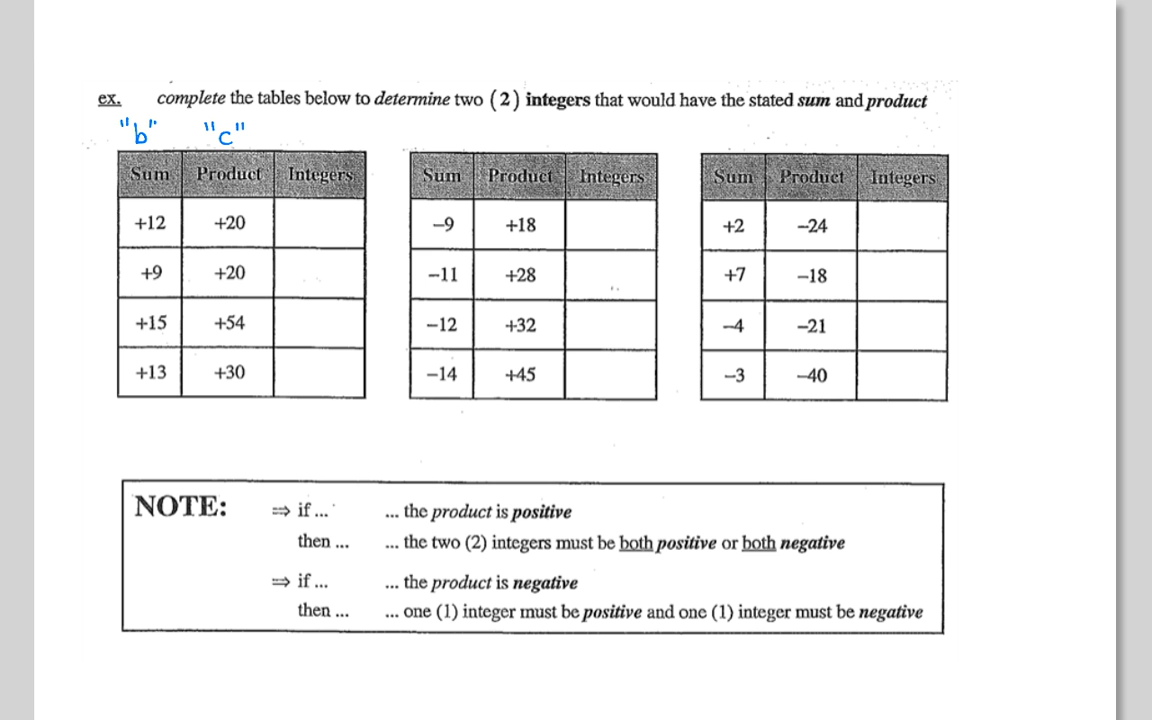 ex. complete the tables below to determine two (2) integers that would have the stated sum and product
"b" "c"
Sum Product Integers Sum Product Integers Sum Product Integers
+12 +20 −9 +18 +2 −24
+9 +20 −11 +28 +7 −18
+15 +54 −12 +32 −4 −21
+13 +30 −14 +45 −3 −40
NOTE: ⇒ if ... ... the product is positive
then ... ... the two (2) integers must be both positive or both negative
⇒ if ... ... the product is negative
then ... ... one (1) integer must be positive and one (1) integer must be negative